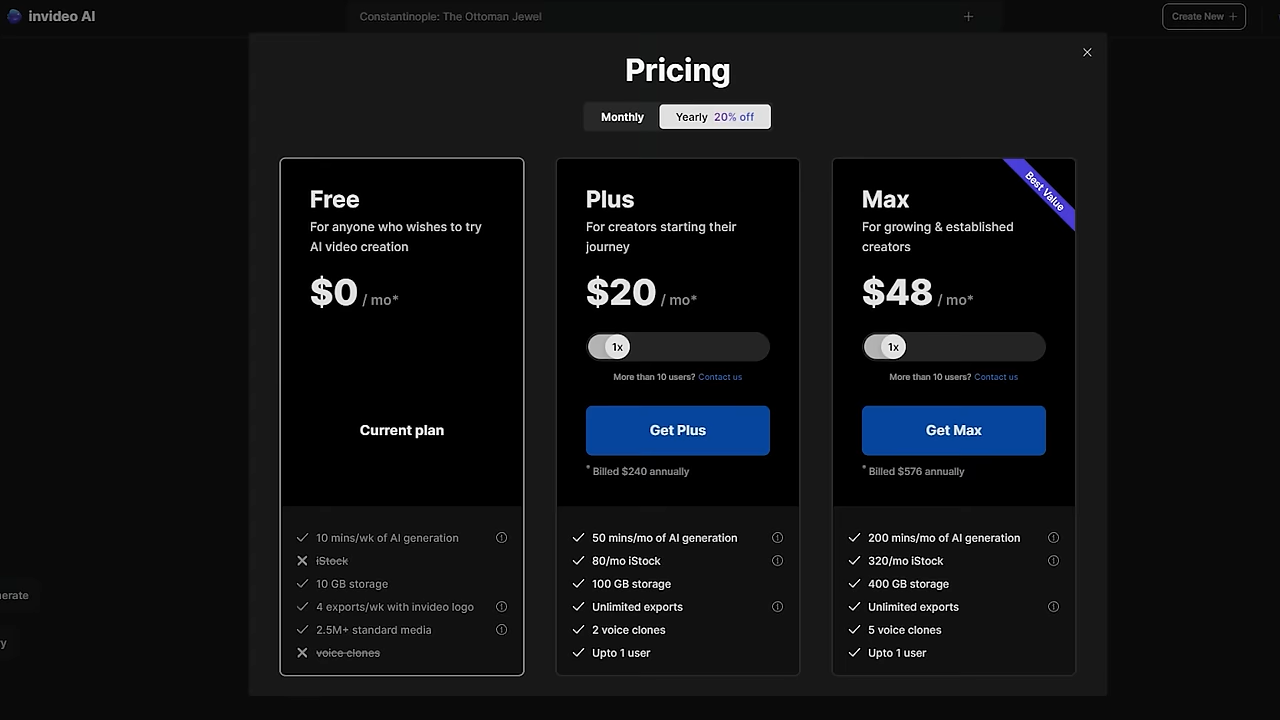 invideo AI
Constantinople: The Ottoman Jewel
Create New +
Pricing
Monthly
Yearly 20% off
Free
For anyone who wishes to try
AI video creation
$0 / mo*
Current plan
10 mins/wk of AI generation
iStock
10 GB storage
4 exports/wk with invideo logo
2.5M+ standard media
voice clones
Plus
For creators starting their
journey
$20 / mo*
1x
More than 10 users? Contact us
Get Plus
* Billed $240 annually
50 mins/mo of AI generation
80/mo iStock
100 GB storage
Unlimited exports
2 voice clones
Upto 1 user
Best Value
Max
For growing & established
creators
$48 / mo*
1x
More than 10 users? Contact us
Get Max
* Billed $576 annually
200 mins/mo of AI generation
320/mo iStock
400 GB storage
Unlimited exports
5 voice clones
Upto 1 user